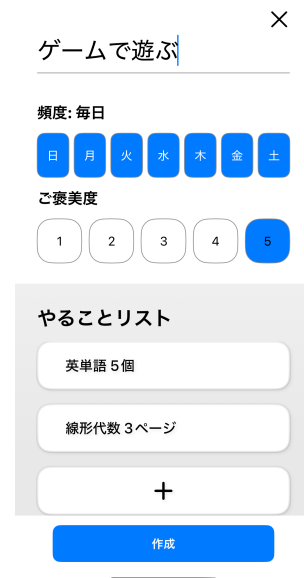 ゲームで遊ぶ
頻度: 毎日
日 月 火 水 木 金 土
ご褒美度
1 2 3 4 5
やることリスト
英単語 5個
線形代数 3ページ
+
作成